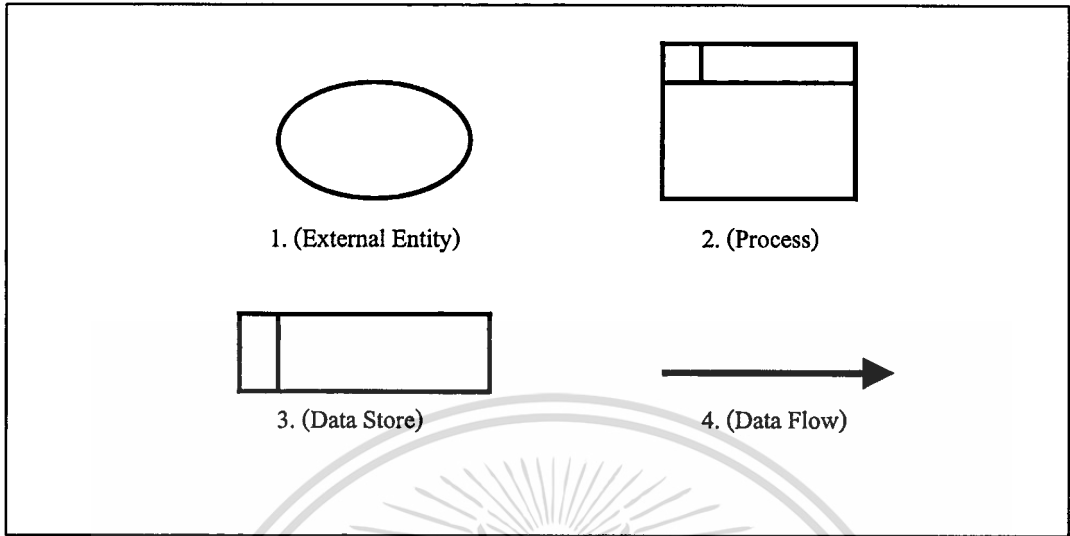 1. (External Entity)
2. (Process)
3. (Data Store)
4. (Data Flow)